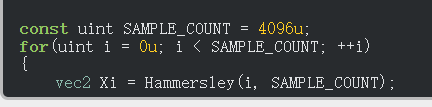 const uint SAMPLE_COUNT = 4096u;
for(uint i = 0u; i < SAMPLE_COUNT; ++i)
{
vec2 Xi = Hammersley(i, SAMPLE_COUNT);